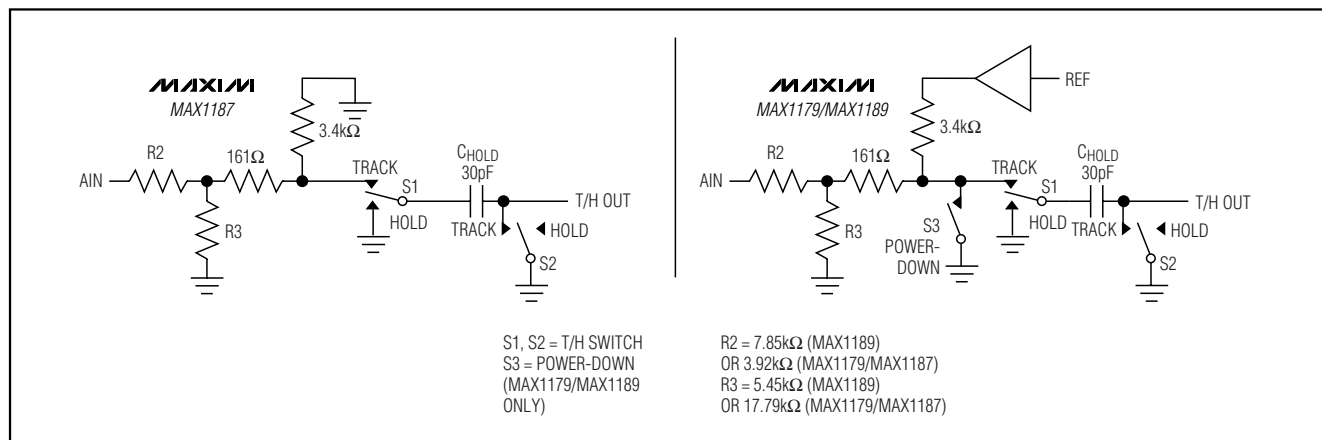 MAXIM
MAX1187
3.4kΩ
R2
161Ω
AIN
R3
TRACK
S1
HOLD
CHOLD
30pF
T/H OUT
TRACK
HOLD
S2
MAXIM
MAX1179/MAX1189
REF
3.4kΩ
R2
161Ω
AIN
R3
S3
POWER-
DOWN
TRACK
S1
HOLD
CHOLD
30pF
T/H OUT
TRACK
HOLD
S2
S1, S2 = T/H SWITCH
S3 = POWER-DOWN
(MAX1179/MAX1189
ONLY)
R2 = 7.85kΩ (MAX1189)
OR 3.92kΩ (MAX1179/MAX1187)
R3 = 5.45kΩ (MAX1189)
OR 17.79kΩ (MAX1179/MAX1187)